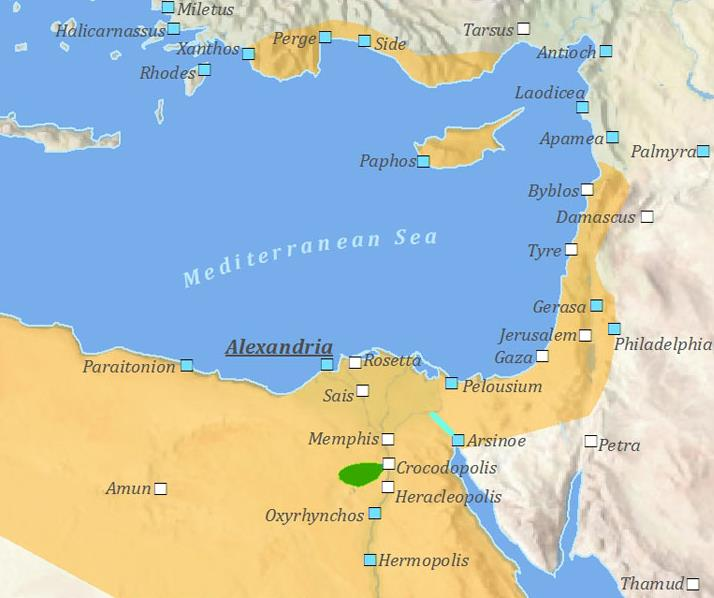 Miletus
Halicarnassus
Tarsus
Perge
Side
Xanthos
Antioch
Rhodes
Laodicea
Apamea
Palmyra
Paphos
Byblos
Damascus
Mediterranean Sea
Tyre
Gerasa
Jerusalem
Philadelphia
Alexandria
Gaza
Rosetta
Paraitonion
Pelousium
Sais
Memphis
Arsinoe
Petra
Crocodopolis
Amun
Heracleopolis
Oxyrhynchos
Hermopolis
Thamud